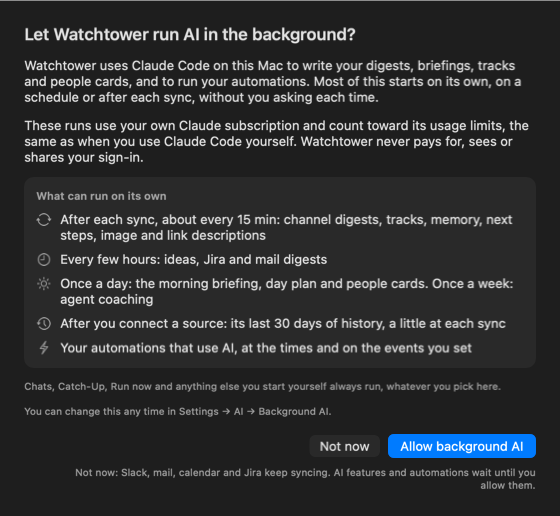 Let Watchtower run AI in the background?
Watchtower uses Claude Code on this Mac to write your digests, briefings, tracks
and people cards, and to run your automations. Most of this starts on its own, on a
schedule or after each sync, without you asking each time.
These runs use your own Claude subscription and count toward its usage limits, the
same as when you use Claude Code yourself. Watchtower never pays for, sees or
shares your sign-in.
What can run on its own
After each sync, about every 15 min: channel digests, tracks, memory, next
steps, image and link descriptions
Every few hours: ideas, Jira and mail digests
Once a day: the morning briefing, day plan and people cards. Once a week:
agent coaching
After you connect a source: its last 30 days of history, a little at each sync
Your automations that use AI, at the times and on the events you set
Chats, Catch-Up, Run now and anything else you start yourself always run, whatever you pick here.
You can change this any time in Settings → AI → Background AI.
Not now
Allow background AI
Not now: Slack, mail, calendar and Jira keep syncing. AI features and automations wait until you
allow them.